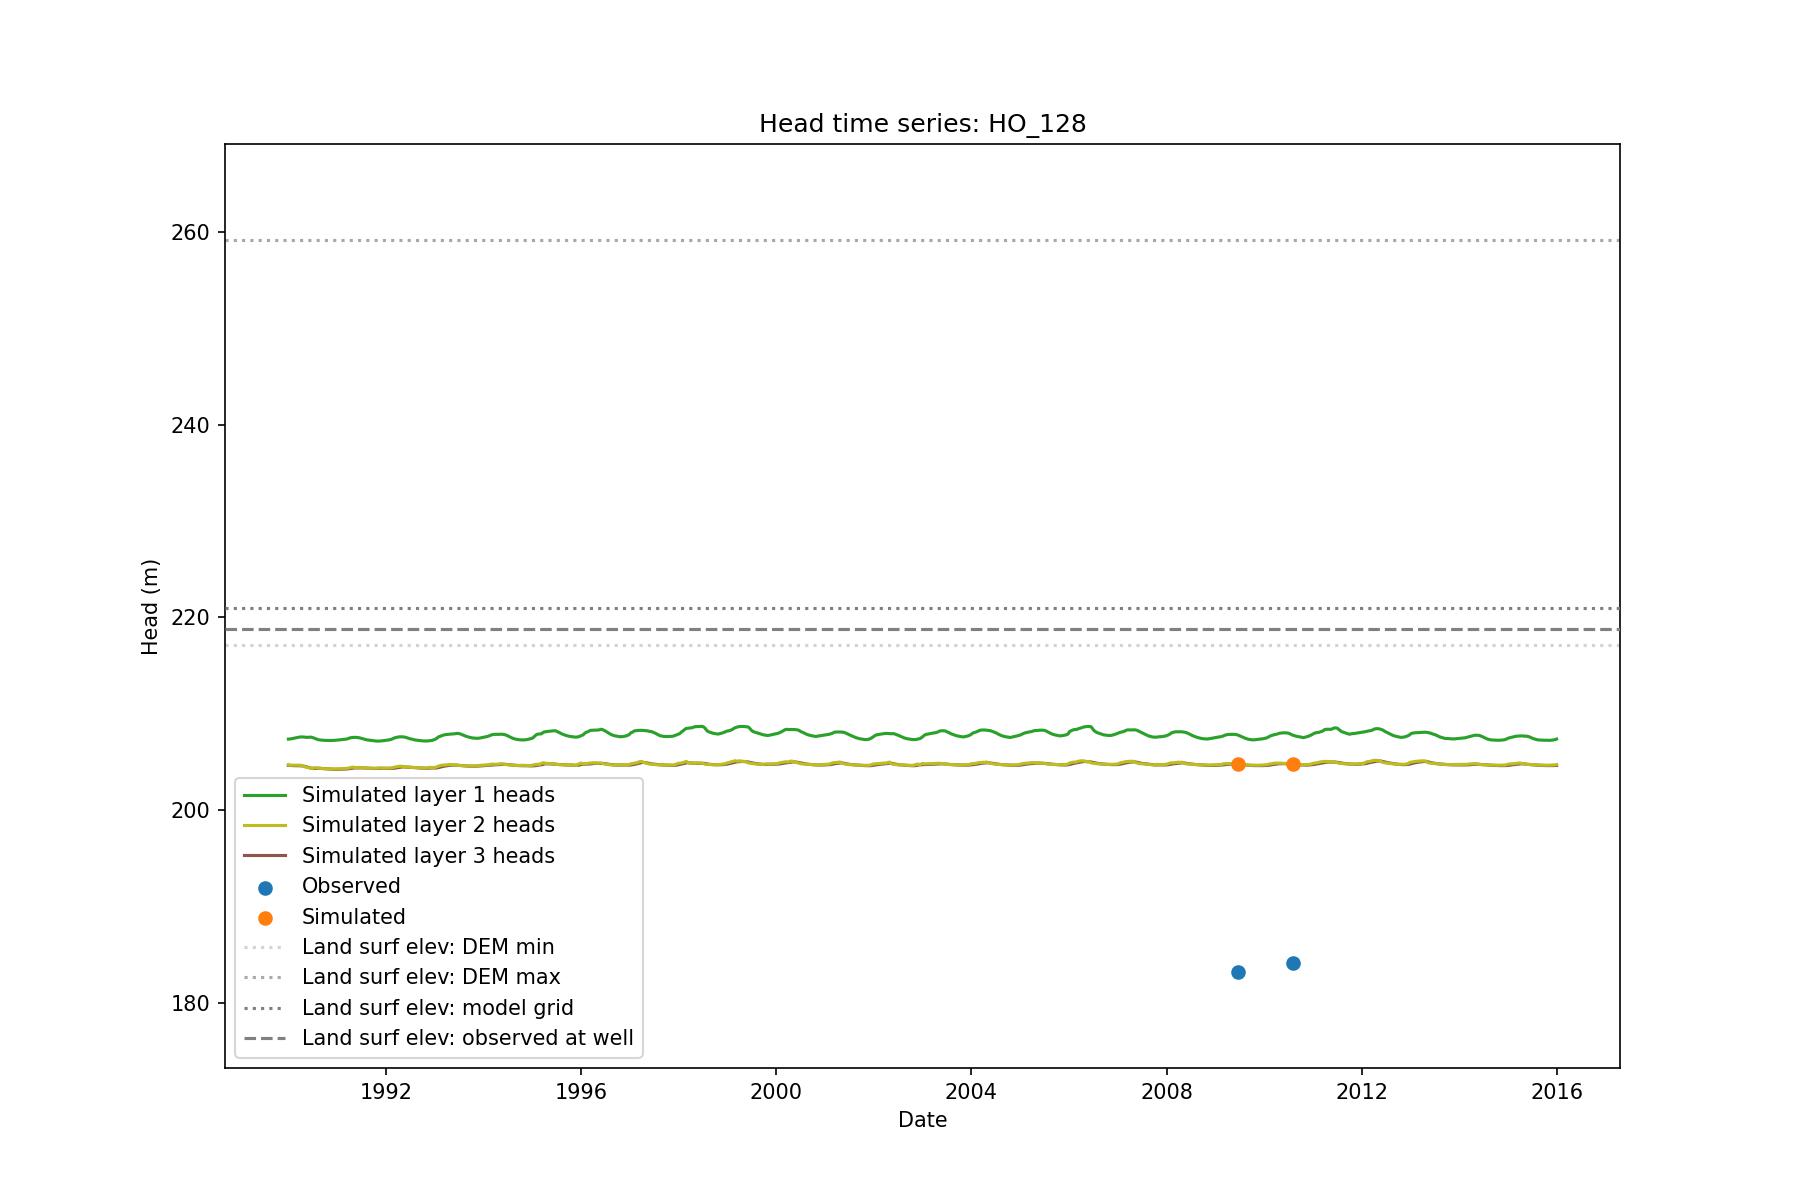 Head time series: HO_128
Head (m)
260
240
220
200
180
Simulated layer 1 heads
Simulated layer 2 heads
Simulated layer 3 heads
Observed
Simulated
Land surf elev: DEM min
Land surf elev: DEM max
Land surf elev: model grid
Land surf elev: observed at well
1992 1996 2000 2004 2008 2012 2016
Date